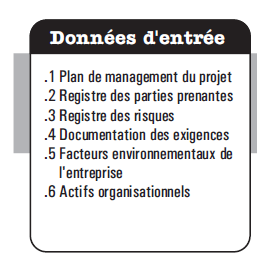 Données d'entrée
.1 Plan de management du projet
.2 Registre des parties prenantes
.3 Registre des risques
.4 Documentation des exigences
.5 Facteurs environnementaux de
l'entreprise
.6 Actifs organisationnels